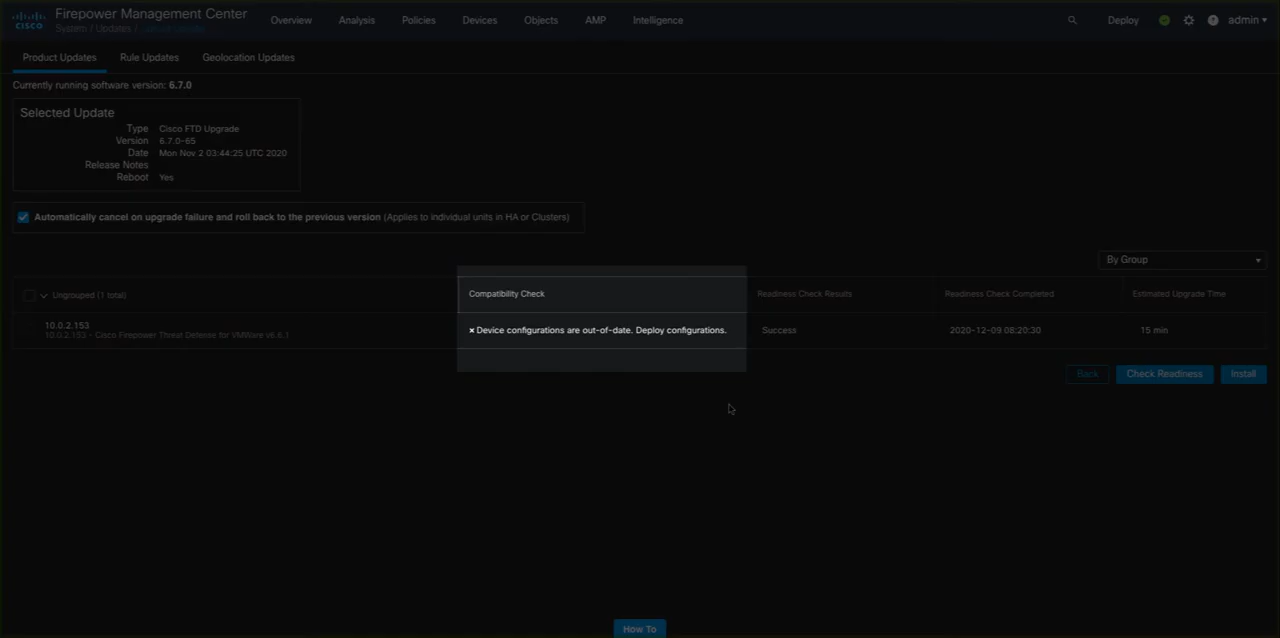 Firepower Management Center
CISCO
System / Updates /
Overview
Analysis
Policies
Devices
Objects
AMP
Intelligence
Deploy
admin
Product Updates
Rule Updates
Geolocation Updates
Currently running software version: 6.7.0
Selected Update
Type Cisco FTD Upgrade
Version 6.7.0-65
Date Mon Nov 2 03:44:25 UTC 2020
Release Notes
Reboot Yes
Automatically cancel on upgrade failure and roll back to the previous version (Applies to individual units in HA or Clusters)
By Group
Ungrouped (1 total)
Compatibility Check
Readiness Check Results
Readiness Check Completed
Estimated Upgrade Time
10.0.2.153
10.0.2.153 - Cisco Firepower Threat Defense for VMWare v6.6.1
× Device configurations are out-of-date. Deploy configurations.
Success
2020-12-09 08:20:30
15 min
Back
Check Readiness
Install
How To